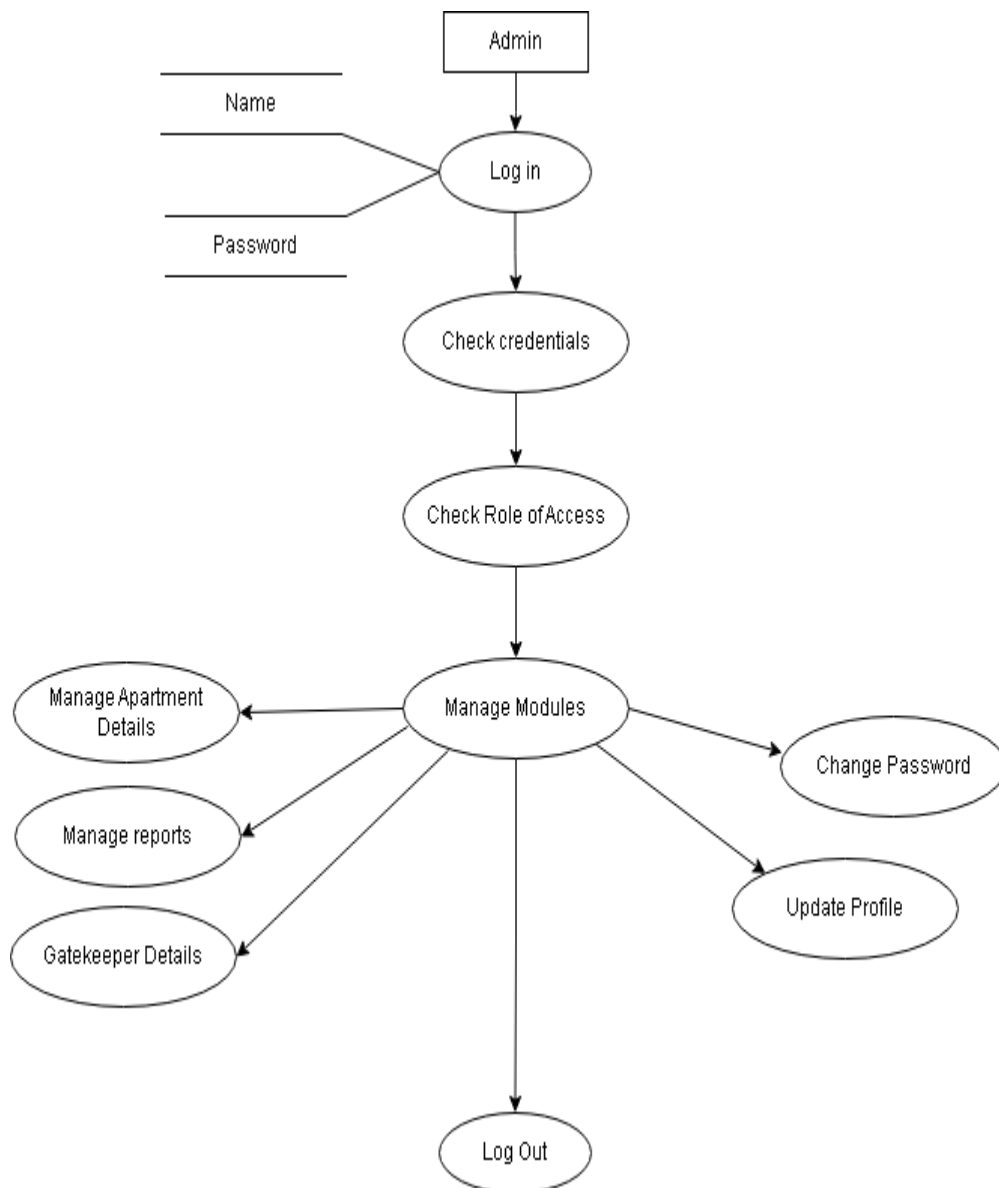 Admin
Name
Log in
Password
Check credentials
Check Role of Access
Manage Apartment
Details
Manage Modules
Change Password
Manage reports
Update Profile
Gatekeeper Details
Log Out